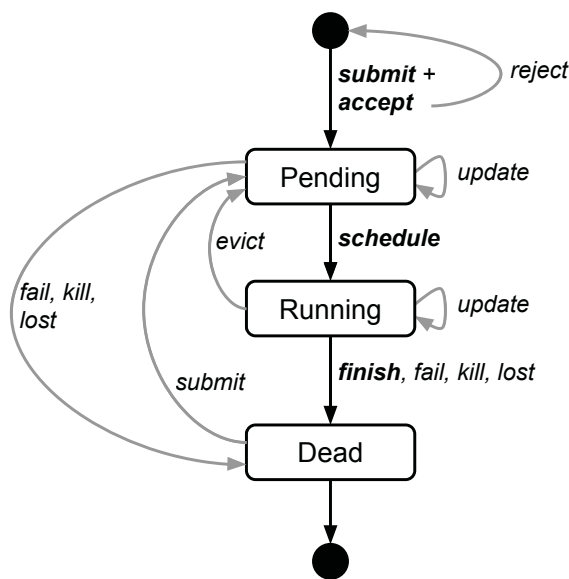 submit +
accept
reject
Pending
update
evict
schedule
fail, kill,
lost
Running
update
submit
finish, fail, kill, lost
Dead